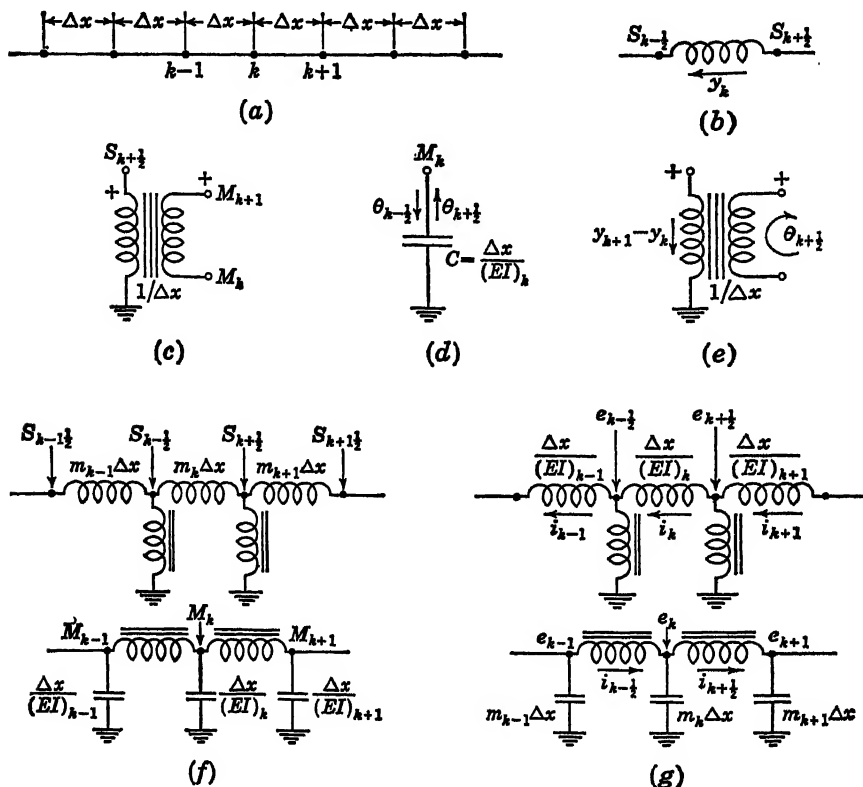 Δx Δx Δx Δx Δx Δx
k−1 k k+1
(a)
S_{k−½} S_{k+½}
y_k
(b)
S_{k+½}
+ +
M_{k+1}
M_k
1/Δx
(c)
M_k
θ_{k−½} θ_{k+½}
C = Δx/(EI)_k
(d)
+ +
y_{k+1}−y_k θ_{k+½}
1/Δx
(e)
S_{k−1½} S_{k−½} S_{k+½} S_{k+1½}
m_{k−1}Δx m_kΔx m_{k+1}Δx
M_{k−1} M_k M_{k+1}
Δx/(EI)_{k−1} Δx/(EI)_k Δx/(EI)_{k+1}
(f)
e_{k−½} e_{k+½}
Δx/(EI)_{k−1} Δx/(EI)_k Δx/(EI)_{k+1}
i_{k−1} i_k i_{k+1}
e_{k−1} e_k e_{k+1}
i_{k−½} i_{k+½}
m_{k−1}Δx m_kΔx m_{k+1}Δx
(g)